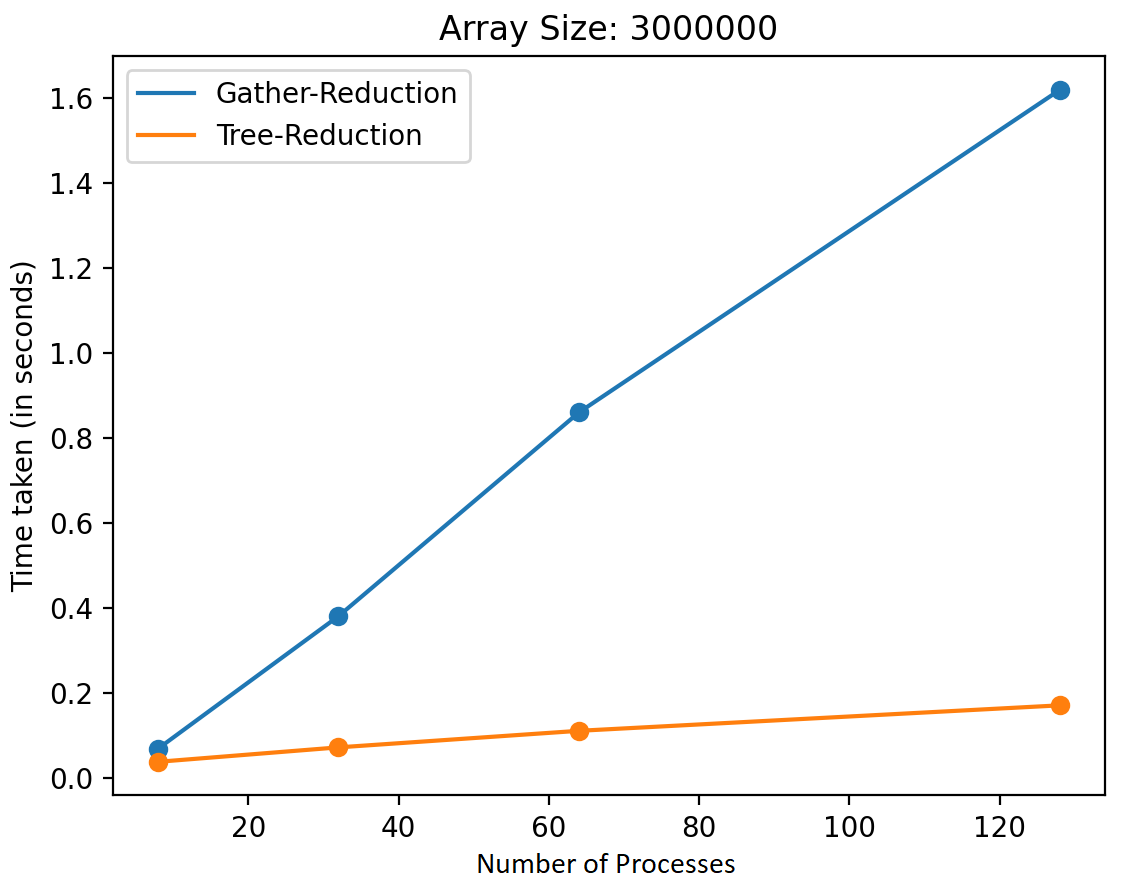 Array Size: 3000000
Gather-Reduction
Tree-Reduction
Time taken (in seconds)
1.6
1.4
1.2
1.0
0.8
0.6
0.4
0.2
0.0
20 40 60 80 100 120
Number of Processes